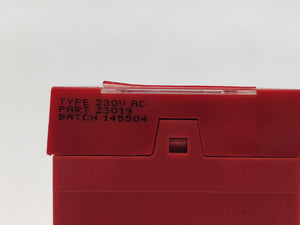 TYPE 230V AC
PART 23019
BATCH 145504